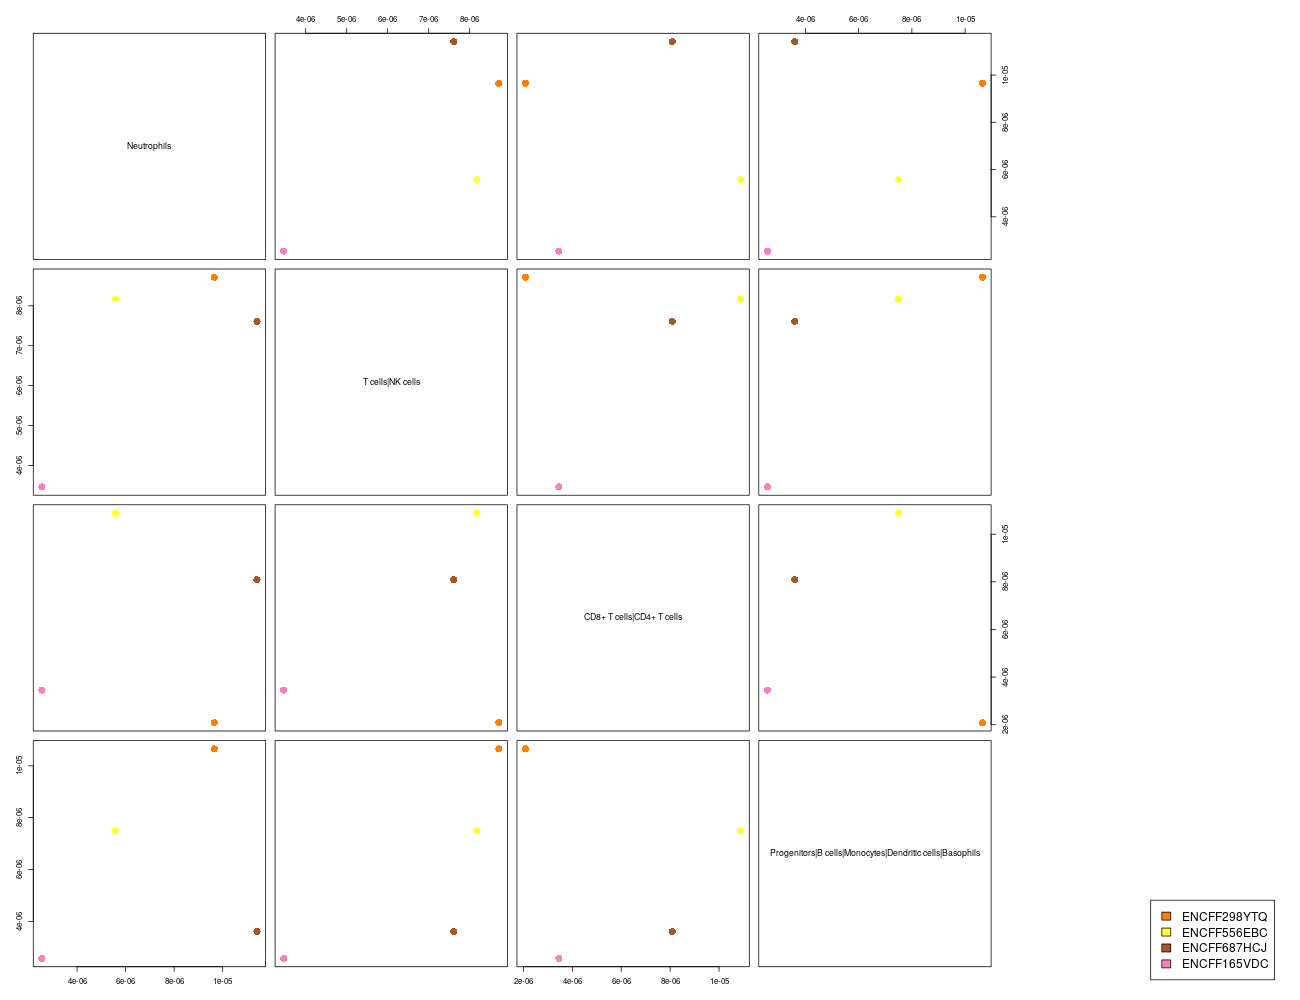 4e-06 5e-06 6e-06 7e-06 8e-06
4e-06 6e-06 8e-06 1e-05
Neutrophils
4e-06 6e-06 8e-06 1e-05
4e-06 5e-06 6e-06 7e-06 8e-06
T cells|NK cells
CD8+ T cells|CD4+ T cells
2e-06 4e-06 6e-06 8e-06 1e-05
4e-06 6e-06 8e-06 1e-05
Progenitors|B cells|Monocytes|Dendritic cells|Basophils
4e-06 6e-06 8e-06 1e-05
2e-06 4e-06 6e-06 8e-06 1e-05
ENCFF298YTQ
ENCFF556EBC
ENCFF687HCJ
ENCFF165VDC